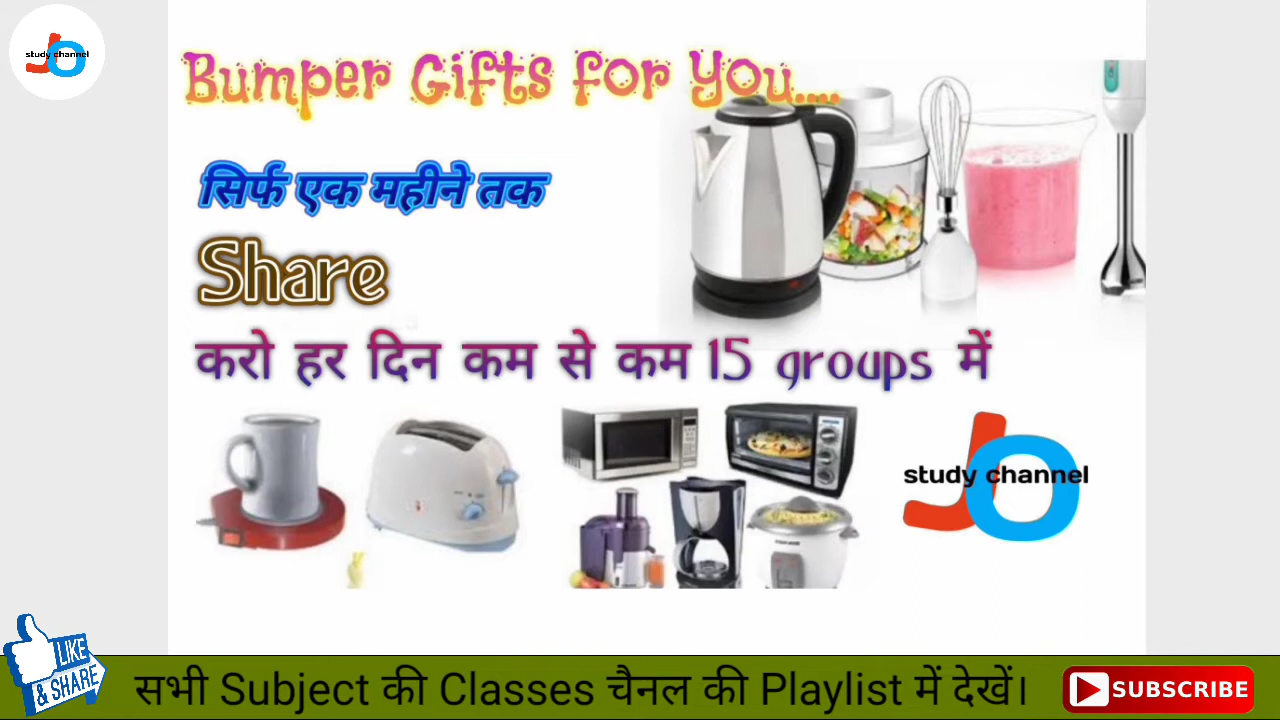 study channel
Bumper Gifts for You....
सिर्फ एक महीने तक
Share
करो हर दिन कम से कम 15 groups में
study channel
LIKE
& SHARE
सभी Subject की Classes चैनल की Playlist में देखें।
SUBSCRIBE